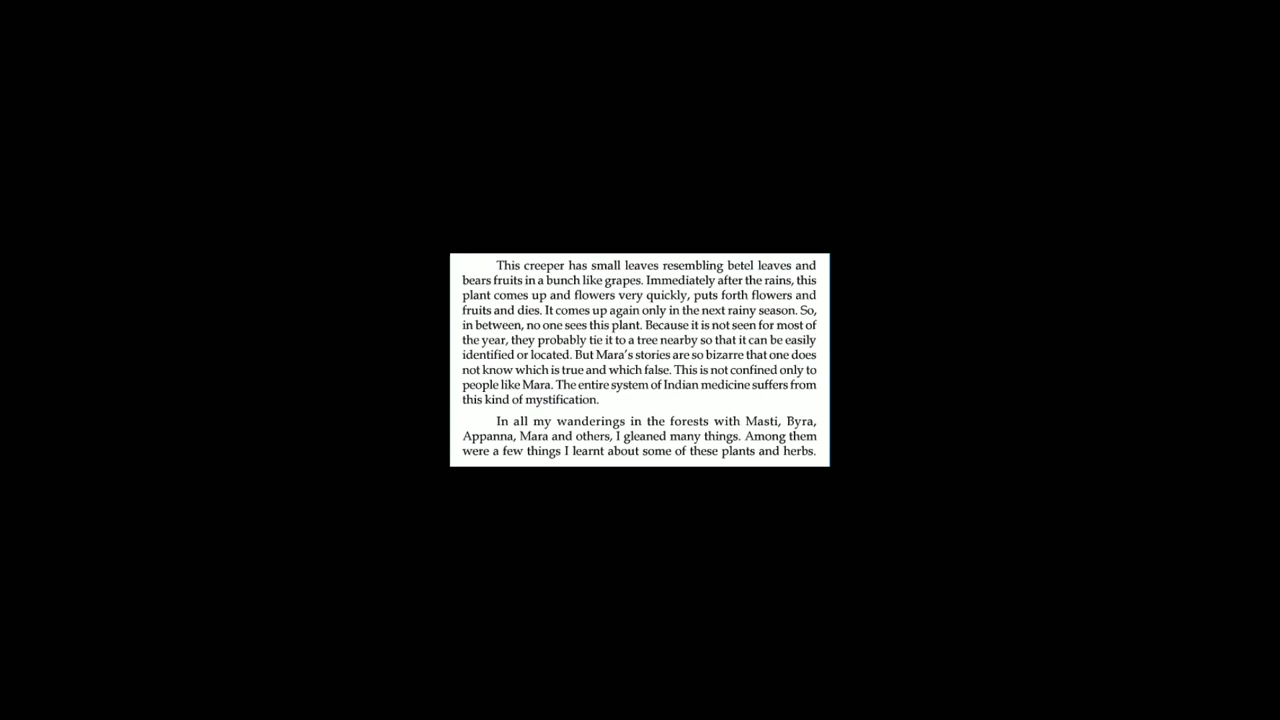 This creeper has small leaves resembling betel leaves and
bears fruits in a bunch like grapes. Immediately after the rains, this
plant comes up and flowers very quickly, puts forth flowers and
fruits and dies. It comes up again only in the next rainy season. So,
in between, no one sees this plant. Because it is not seen for most of
the year, they probably tie it to a tree nearby so that it can be easily
identified or located. But Mara's stories are so bizarre that one does
not know which is true and which false. This is not confined only to
people like Mara. The entire system of Indian medicine suffers from
this kind of mystification.
In all my wanderings in the forests with Masti, Byra,
Appanna, Mara and others, I gleaned many things. Among them
were a few things I learnt about some of these plants and herbs.